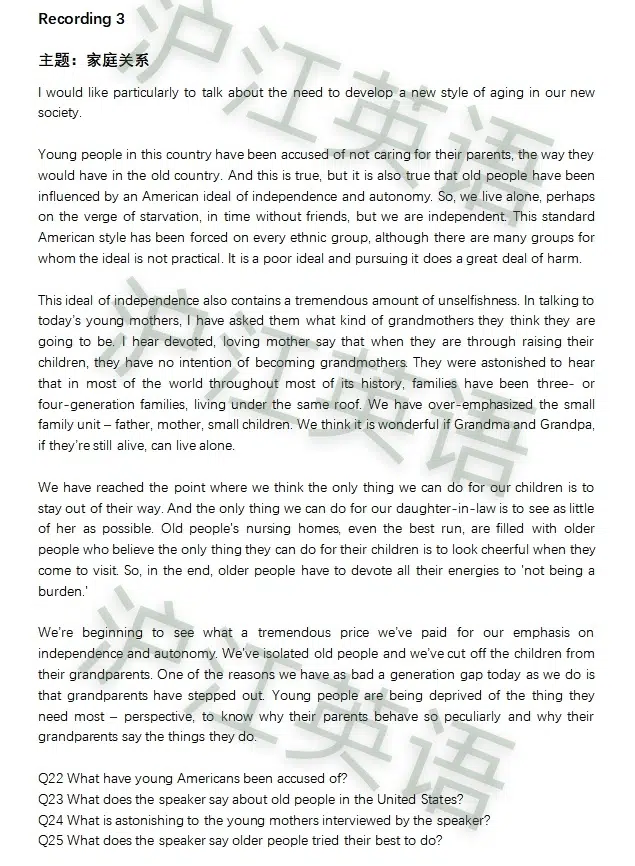 Recording 3
主题：家庭关系
I would like particularly to talk about the need to develop a new style of aging in our new
society.
Young people in this country have been accused of not caring for their parents, the way they
would have in the old country. And this is true, but it is also true that old people have been
influenced by an American ideal of independence and autonomy. So, we live alone, perhaps
on the verge of starvation, in time without friends, but we are independent. This standard
American style has been forced on every ethnic group, although there are many groups for
whom the ideal is not practical. It is a poor ideal and pursuing it does a great deal of harm.
This ideal of independence also contains a tremendous amount of unselfishness. In talking to
today's young mothers, I have asked them what kind of grandmothers they think they are
going to be. I hear devoted, loving mother say that when they are through raising their
children, they have no intention of becoming grandmothers. They were astonished to hear
that in most of the world throughout most of its history, families have been three- or
four-generation families, living under the same roof. We have over-emphasized the small
family unit – father, mother, small children. We think it is wonderful if Grandma and Grandpa,
if they're still alive, can live alone.
We have reached the point where we think the only thing we can do for our children is to
stay out of their way. And the only thing we can do for our daughter-in-law is to see as little
of her as possible. Old people's nursing homes, even the best run, are filled with older
people who believe the only thing they can do for their children is to look cheerful when they
come to visit. So, in the end, older people have to devote all their energies to 'not being a
burden.'
We're beginning to see what a tremendous price we've paid for our emphasis on
independence and autonomy. We've isolated old people and we've cut off the children from
their grandparents. One of the reasons we have as bad a generation gap today as we do is
that grandparents have stepped out. Young people are being deprived of the thing they
need most – perspective, to know why their parents behave so peculiarly and why their
grandparents say the things they do.
Q22 What have young Americans been accused of?
Q23 What does the speaker say about old people in the United States?
Q24 What is astonishing to the young mothers interviewed by the speaker?
Q25 What does the speaker say older people tried their best to do?
沪江英语
沪江英语
沪江英语